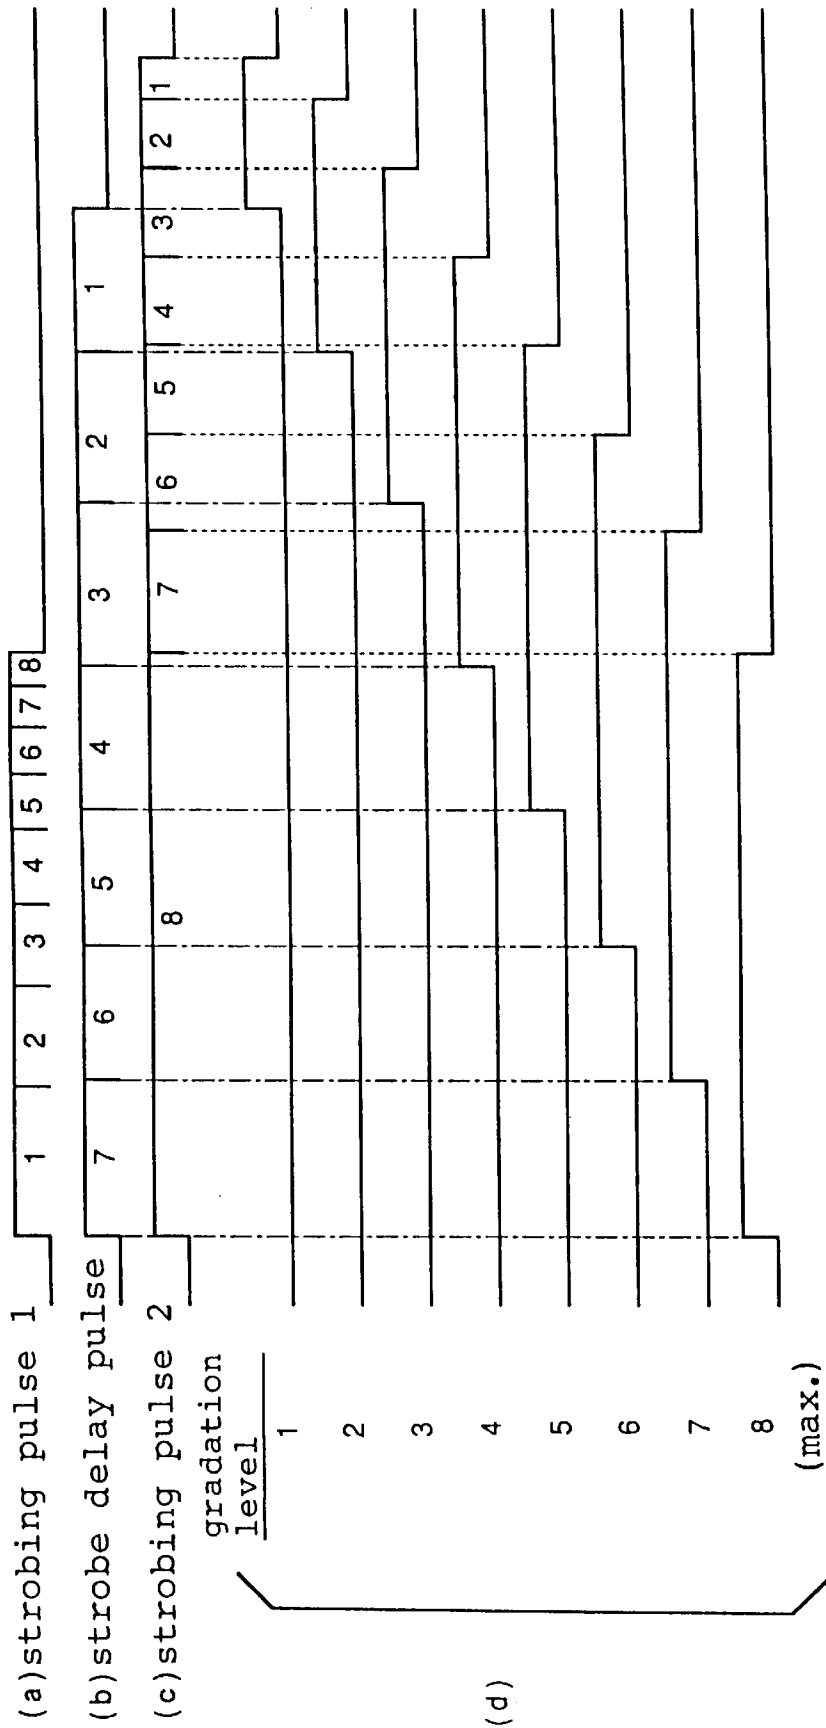 (a)strobing pulse 1
1 2 3 4 5 6 7 8
(b)strobe delay pulse
7 6 5 4 3 2 1
(c)strobing pulse 2
8 7 6 5 4 3 2 1
gradation
level
1
2
3
4
5
6
7
8
(max.)
(d)